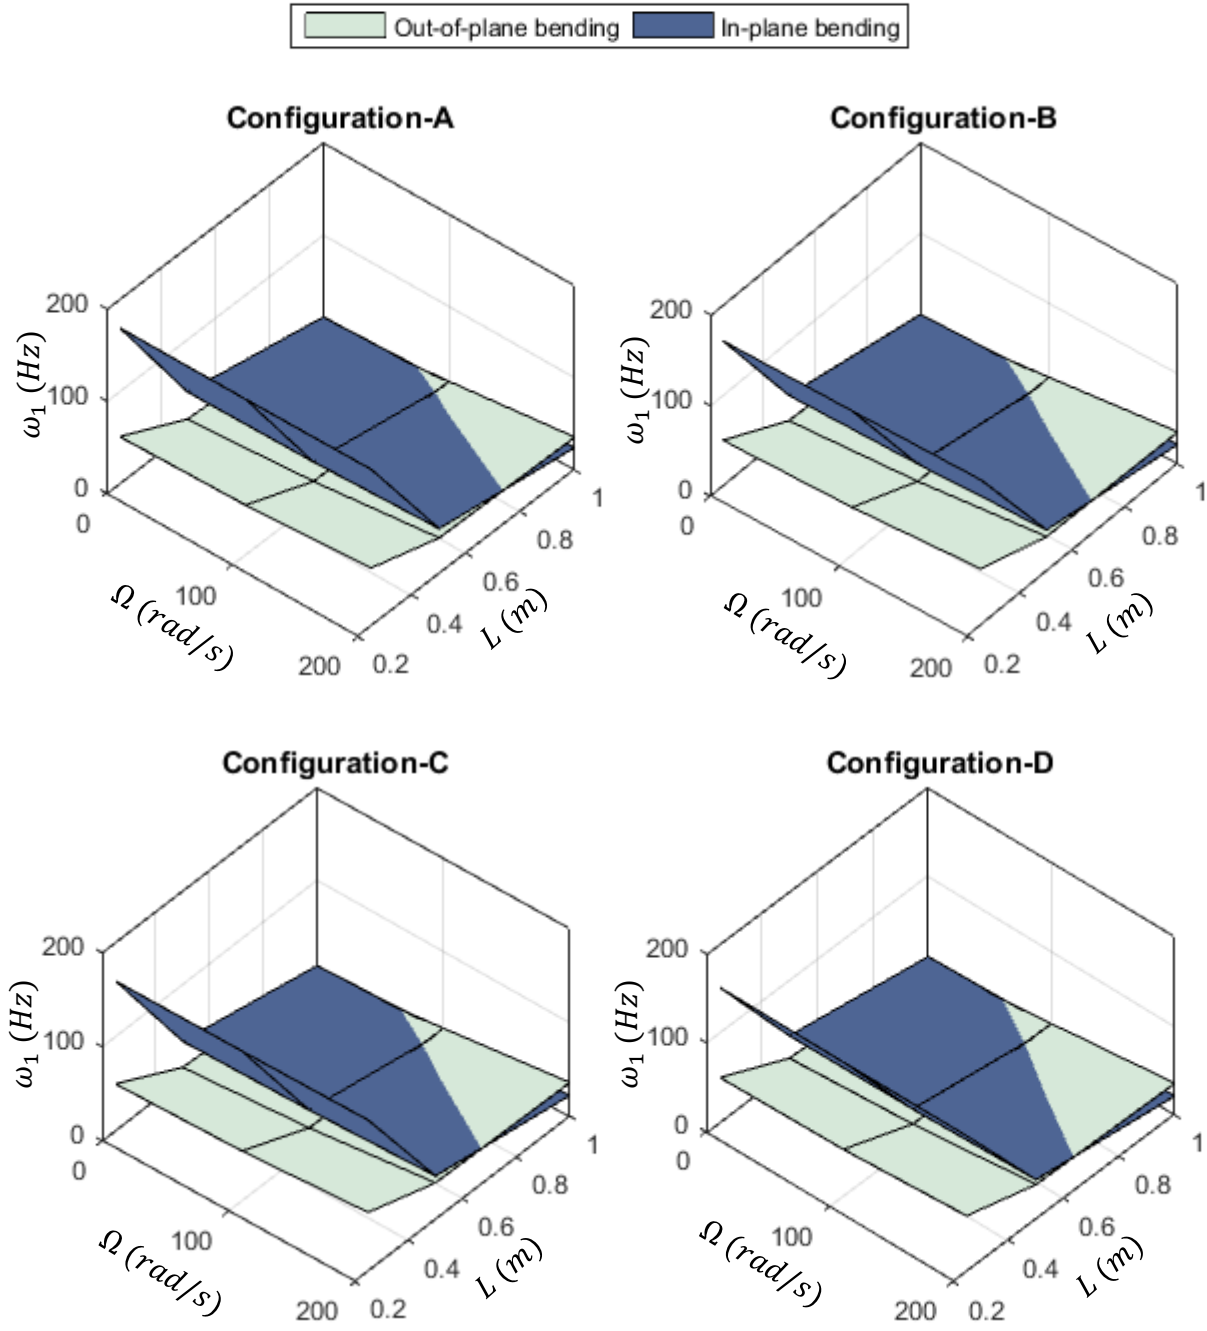 Out-of-plane bending In-plane bending
Configuration-A
200
100
0
ω₁ (Hz)
0
100
200
Ω (rad/s)
0.2
0.4
0.6
0.8
1
L (m)
Configuration-B
200
100
0
ω₁ (Hz)
0
100
200
Ω (rad/s)
0.2
0.4
0.6
0.8
1
L (m)
Configuration-C
200
100
0
ω₁ (Hz)
0
100
200
Ω (rad/s)
0.2
0.4
0.6
0.8
1
L (m)
Configuration-D
200
100
0
ω₁ (Hz)
0
100
200
Ω (rad/s)
0.2
0.4
0.6
0.8
1
L (m)